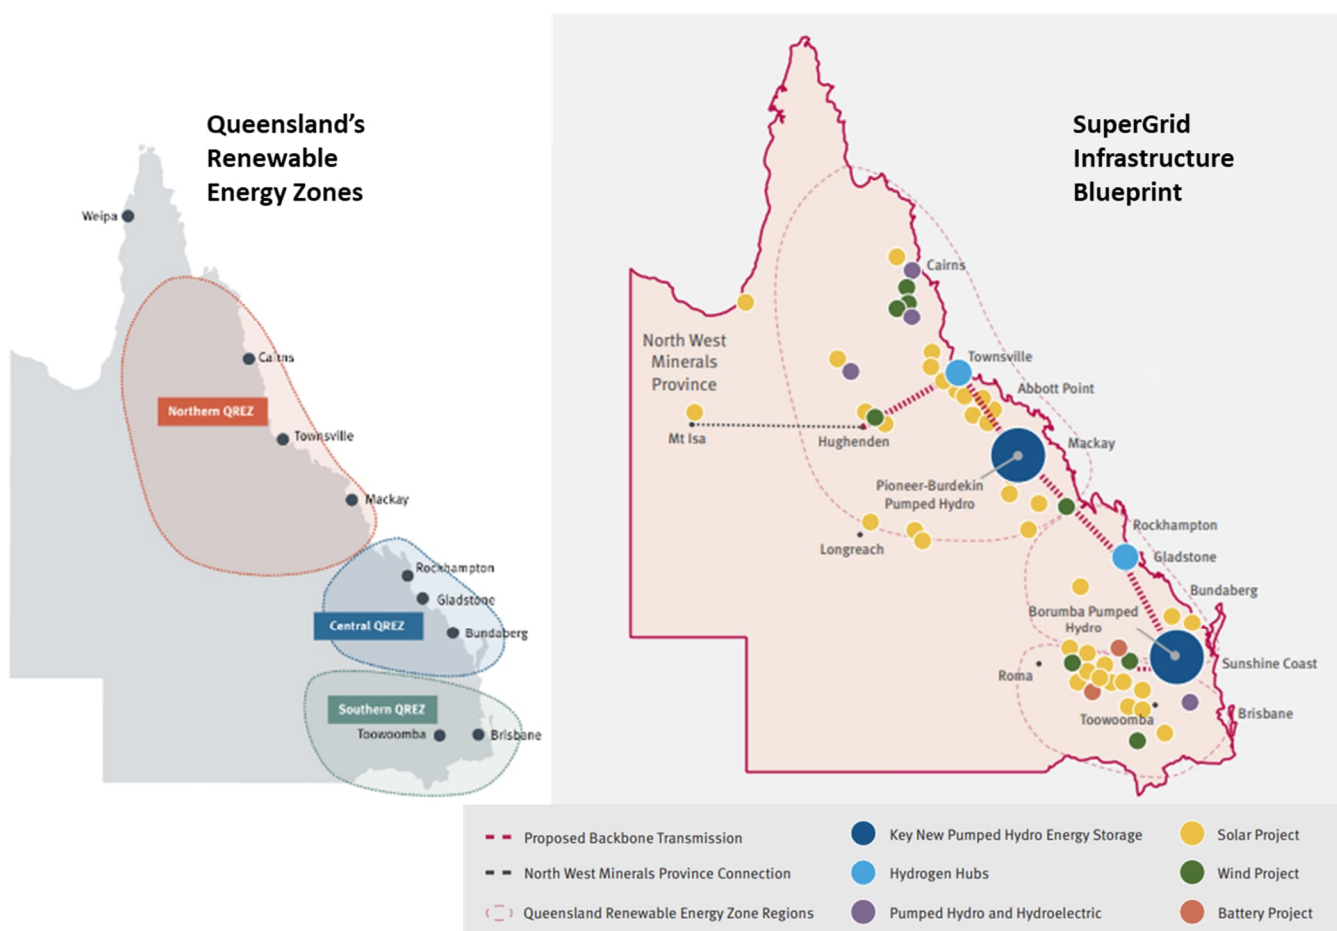 Queensland's
Renewable
Energy Zones
Weipa
Cairns
Northern QREZ
Townsville
Mackay
Rockhampton
Gladstone
Central QREZ
Bundaberg
Southern QREZ
Toowoomba
Brisbane
SuperGrid
Infrastructure
Blueprint
Cairns
North West
Minerals
Province
Townsville
Abbott Point
Mt Isa
Hughenden
Mackay
Pioneer-Burdekin
Pumped Hydro
Rockhampton
Longreach
Gladstone
Bundaberg
Borumba Pumped
Hydro
Sunshine Coast
Roma
Toowoomba
Brisbane
Proposed Backbone Transmission
North West Minerals Province Connection
Queensland Renewable Energy Zone Regions
Key New Pumped Hydro Energy Storage
Hydrogen Hubs
Pumped Hydro and Hydroelectric
Solar Project
Wind Project
Battery Project